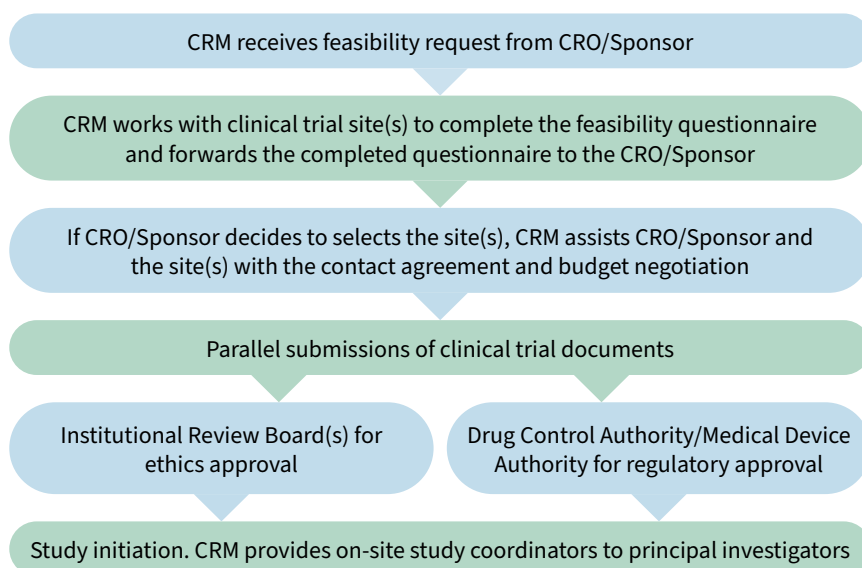 CRM receives feasibility request from CRO/Sponsor
CRM works with clinical trial site(s) to complete the feasibility questionnaire
and forwards the completed questionnaire to the CRO/Sponsor
If CRO/Sponsor decides to selects the site(s), CRM assists CRO/Sponsor and
the site(s) with the contact agreement and budget negotiation
Parallel submissions of clinical trial documents
Institutional Review Board(s) for
ethics approval
Drug Control Authority/Medical Device
Authority for regulatory approval
Study initiation. CRM provides on-site study coordinators to principal investigators